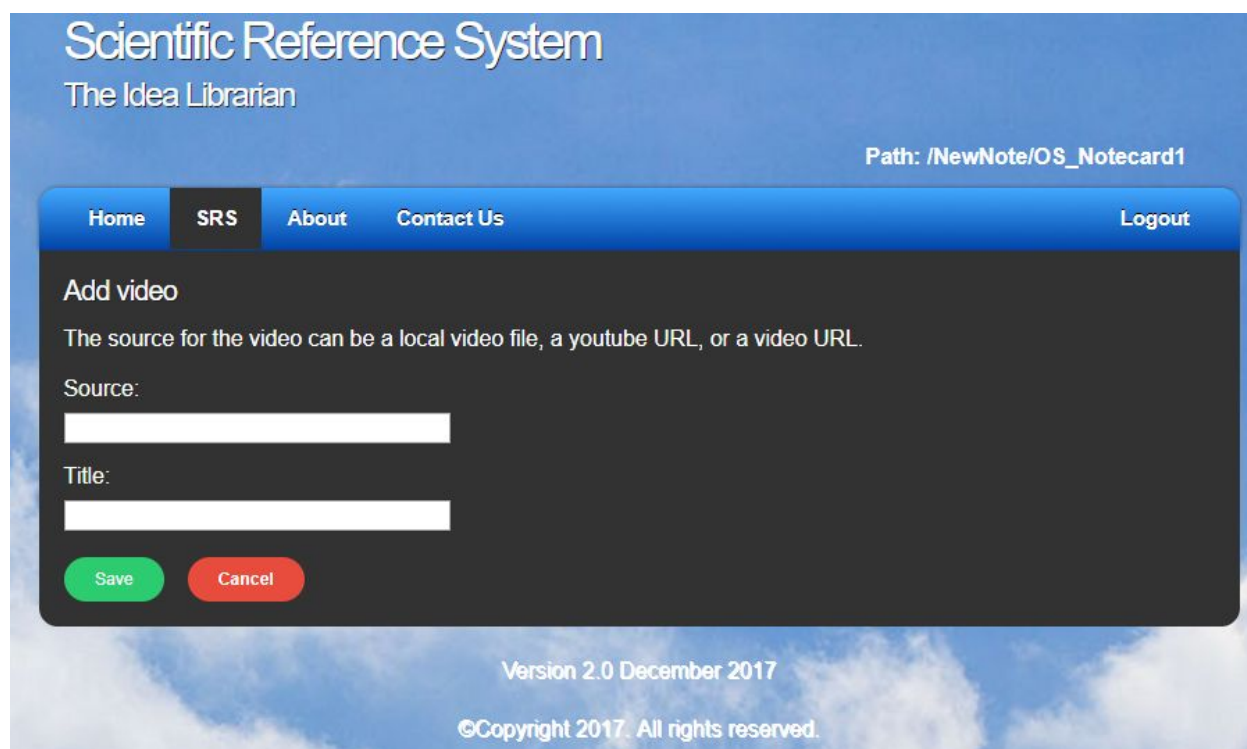 Scientific Reference System
The Idea Librarian
Path: /NewNote/OS_Notecard1
Home SRS About Contact Us Logout
Add video
The source for the video can be a local video file, a youtube URL, or a video URL.
Source:
Title:
Save Cancel
Version 2.0 December 2017
©Copyright 2017. All rights reserved.